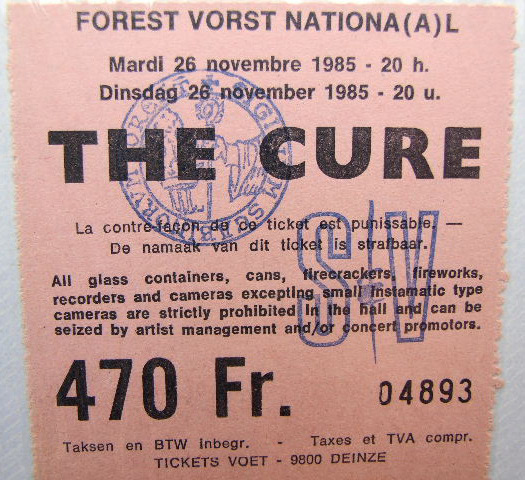 FOREST VORST NATIONA(A)L
Mardi 26 novembre 1985 - 20 h.
Dinsdag 26 november 1985 - 20 u.
THE CURE
La contre-façon de ce ticket est punissable. —
De namaak van dit ticket is strafbaar.
S/V
All glass containers, cans, firecrackers, fireworks,
recorders and cameras excepting small instamatic type
cameras are strictly prohibited in the hall and can be
seized by artist management and/or concert promotors.
470 Fr. 04893
Taksen en BTW inbegr. - Taxes et TVA compr.
TICKETS VOET - 9800 DEINZE